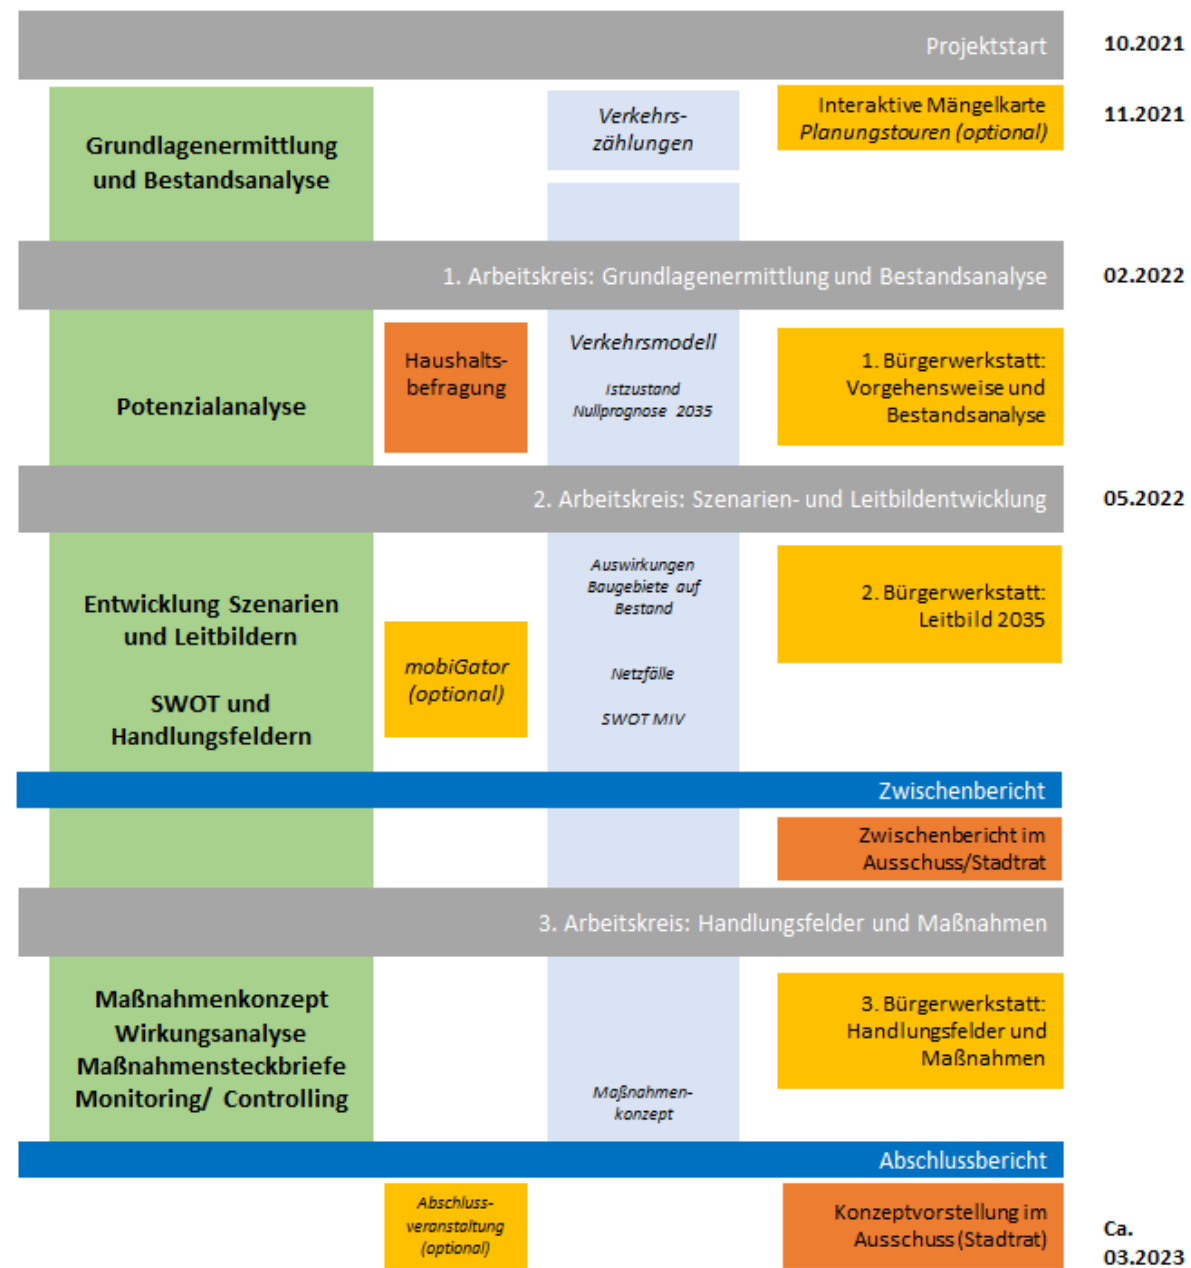 Projektstart
10.2021
Grundlagenermittlung
und Bestandsanalyse
Verkehrs-
zählungen
Interaktive Mängelkarte
Planungstouren (optional)
11.2021
1. Arbeitskreis: Grundlagenermittlung und Bestandsanalyse
02.2022
Potenzialanalyse
Haushalts-
befragung
Verkehrsmodell
Istzustand
Nullprognose 2035
1. Bürgerwerkstatt:
Vorgehensweise und
Bestandsanalyse
2. Arbeitskreis: Szenarien- und Leitbildentwicklung
05.2022
Entwicklung Szenarien
und Leitbildern
SWOT und
Handlungsfeldern
mobiGator
(optional)
Auswirkungen
Baugebiete auf
Bestand
Netzfälle
SWOT MIV
2. Bürgerwerkstatt:
Leitbild 2035
Zwischenbericht
Zwischenbericht im
Ausschuss/Stadtrat
3. Arbeitskreis: Handlungsfelder und Maßnahmen
Maßnahmenkonzept
Wirkungsanalyse
Maßnahmensteckbriefe
Monitoring/ Controlling
Maßnahmen-
konzept
3. Bürgerwerkstatt:
Handlungsfelder und
Maßnahmen
Abschlussbericht
Abschluss-
veranstaltung
(optional)
Konzeptvorstellung im
Ausschuss (Stadtrat)
Ca.
03.2023